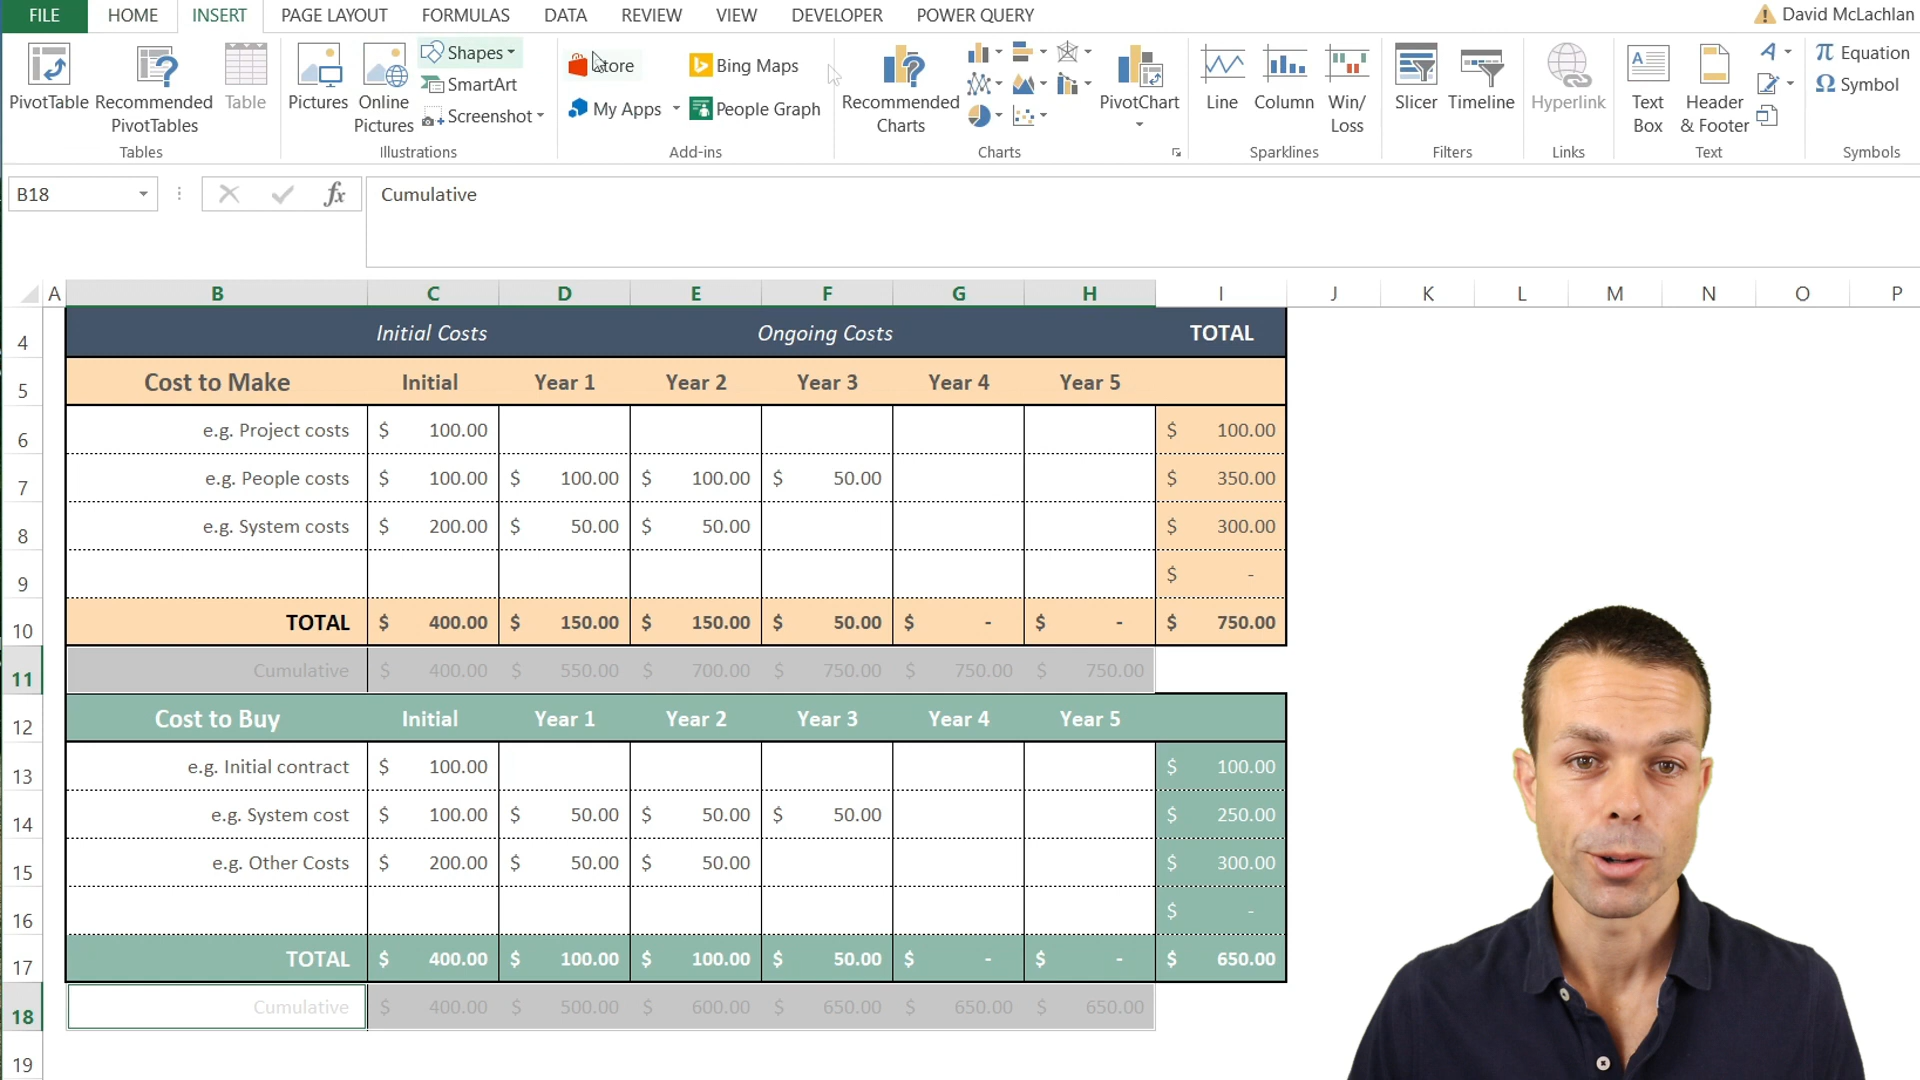 FILE HOME INSERT PAGE LAYOUT FORMULAS DATA REVIEW VIEW DEVELOPER POWER QUERY David McLachlan
Shapes Store Bing Maps π Equation
SmartArt Ω Symbol
PivotTable Recommended Table Pictures Online Screenshot My Apps People Graph Recommended PivotChart Line Column Win/ Slicer Timeline Hyperlink Text Header
PivotTables Pictures Charts Loss Box & Footer
Tables Illustrations Add-ins Charts Sparklines Filters Links Text Symbols
B18 fx Cumulative
A B C D E F G H I J K L M N O P
4 Initial Costs Ongoing Costs TOTAL
5 Cost to Make Initial Year 1 Year 2 Year 3 Year 4 Year 5
6 e.g. Project costs $ 100.00 $ 100.00
7 e.g. People costs $ 100.00 $ 100.00 $ 100.00 $ 50.00 $ 350.00
8 e.g. System costs $ 200.00 $ 50.00 $ 50.00 $ 300.00
9 $ -
10 TOTAL $ 400.00 $ 150.00 $ 150.00 $ 50.00 $ - $ - $ 750.00
11 Cumulative $ 400.00 $ 550.00 $ 700.00 $ 750.00 $ 750.00 $ 750.00
12 Cost to Buy Initial Year 1 Year 2 Year 3 Year 4 Year 5
13 e.g. Initial contract $ 100.00 $ 100.00
14 e.g. System cost $ 100.00 $ 50.00 $ 50.00 $ 50.00 $ 250.00
15 e.g. Other Costs $ 200.00 $ 50.00 $ 50.00 $ 300.00
16 $ -
17 TOTAL $ 400.00 $ 100.00 $ 100.00 $ 50.00 $ - $ - $ 650.00
18 Cumulative $ 400.00 $ 500.00 $ 600.00 $ 650.00 $ 650.00 $ 650.00
19